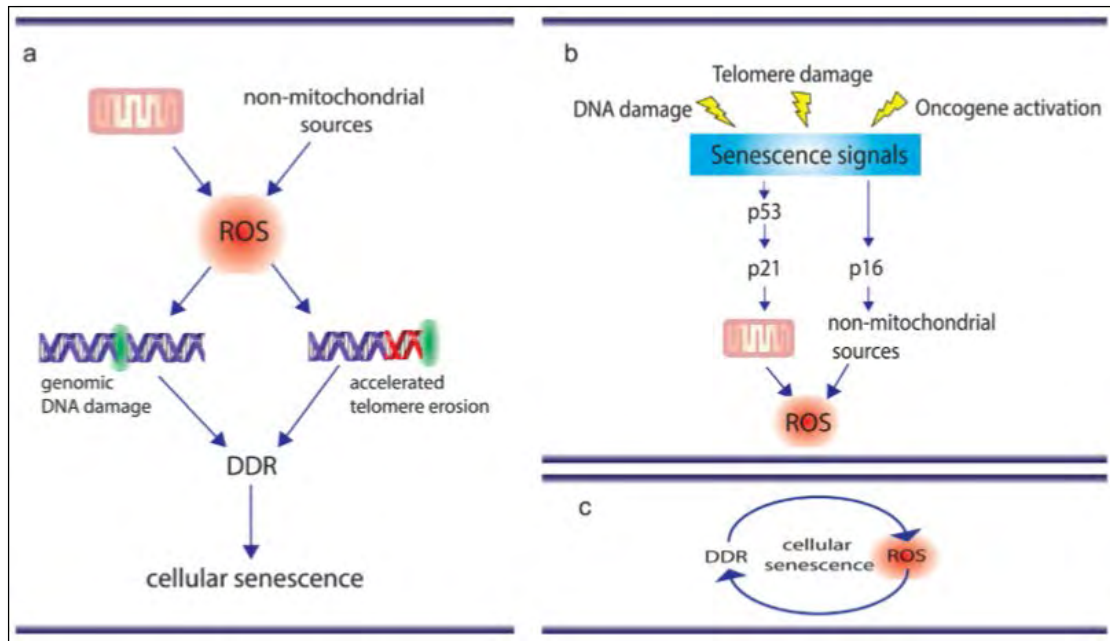 a
non-mitochondrial
sources
ROS
genomic
DNA damage
accelerated
telomere erosion
DDR
cellular senescence
b
Telomere damage
DNA damage
Oncogene activation
Senescence signals
p53
p21
p16
non-mitochondrial
sources
ROS
c
DDR
cellular
senescence
ROS